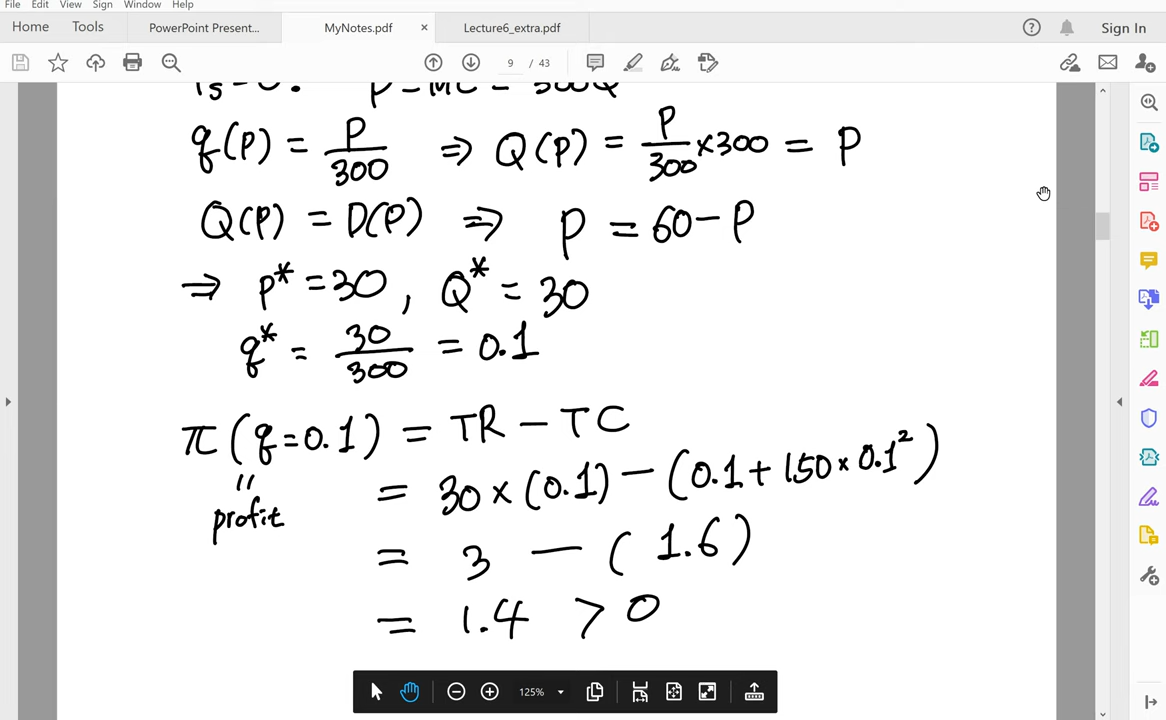 File Edit View Sign Window Help
Home Tools PowerPoint Present... MyNotes.pdf × Lecture6_extra.pdf Sign In
9 / 43
P = MC = 300Q
q(P) = P/300 ⇒ Q(P) = P/300 × 300 = P
Q(P) = D(P) ⇒ P = 60 - P
⇒ P* = 30, Q* = 30
q* = 30/300 = 0.1
π(q=0.1) = TR - TC
" profit
= 30 × (0.1) - (0.1 + 150 × 0.1²)
= 3 - (1.6)
= 1.4 > 0
125%